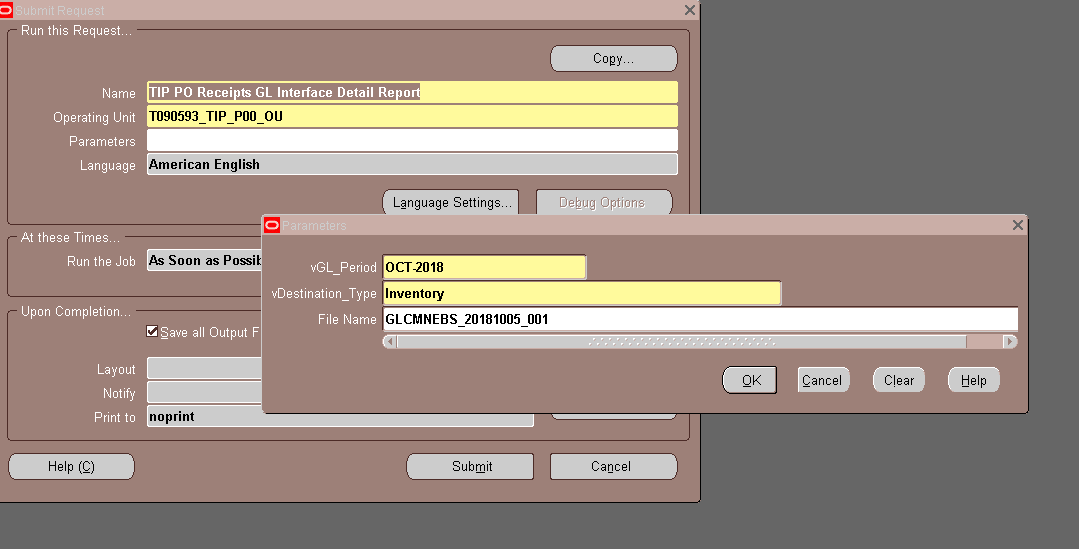 Submit Request
Run this Request...
Copy...
Name TIP PO Receipts GL Interface Detail Report
Operating Unit T090593_TIP_P00_OU
Parameters
Language American English
Language Settings... Debug Options
Parameters
At these Times...
Run the Job As Soon as Possib
vGL_Period OCT-2018
vDestination_Type Inventory
File Name GLCMNEBS_20181005_001
Upon Completion...
Save all Output F
Layout
Notify
Print to noprint
OK Cancel Clear Help
Help (C) Submit Cancel